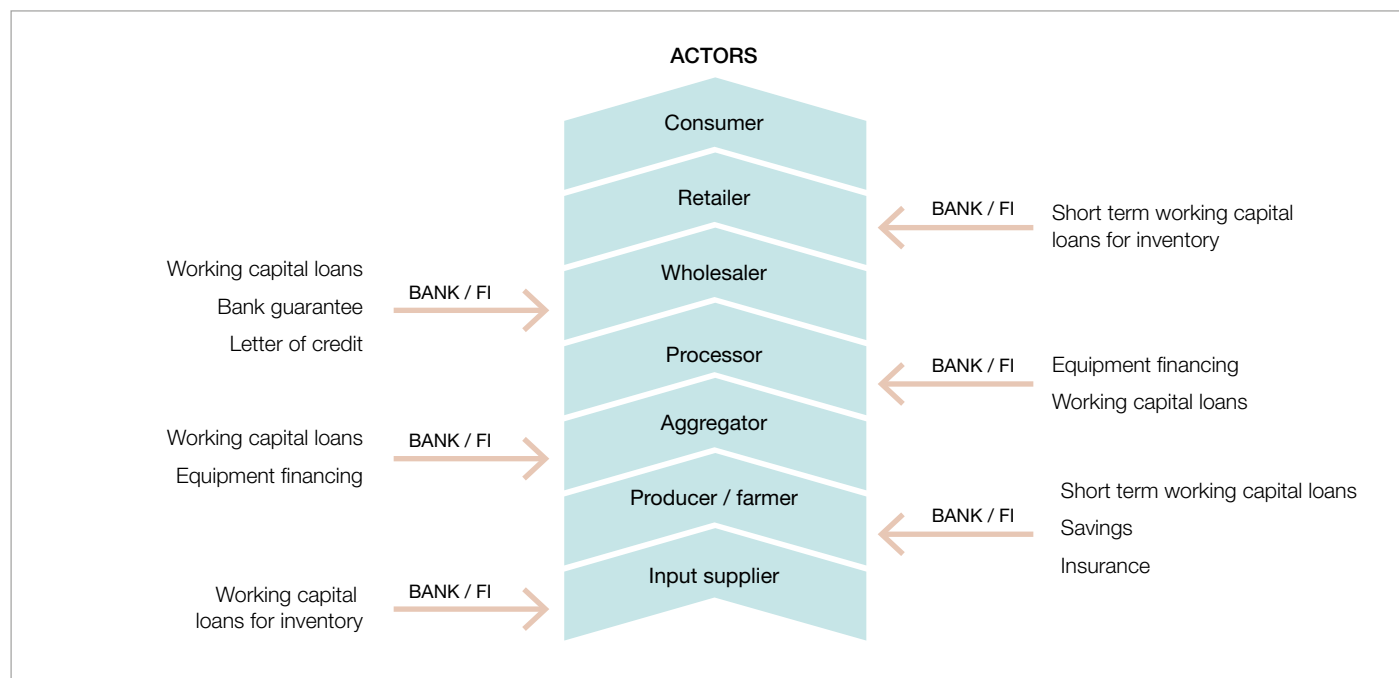 ACTORS
Consumer
Retailer
BANK / FI
Short term working capital
loans for inventory
Wholesaler
Working capital loans
Bank guarantee
Letter of credit
BANK / FI
Processor
BANK / FI
Equipment financing
Working capital loans
Aggregator
Working capital loans
Equipment financing
BANK / FI
Producer / farmer
BANK / FI
Short term working capital loans
Savings
Insurance
Input supplier
Working capital
loans for inventory
BANK / FI